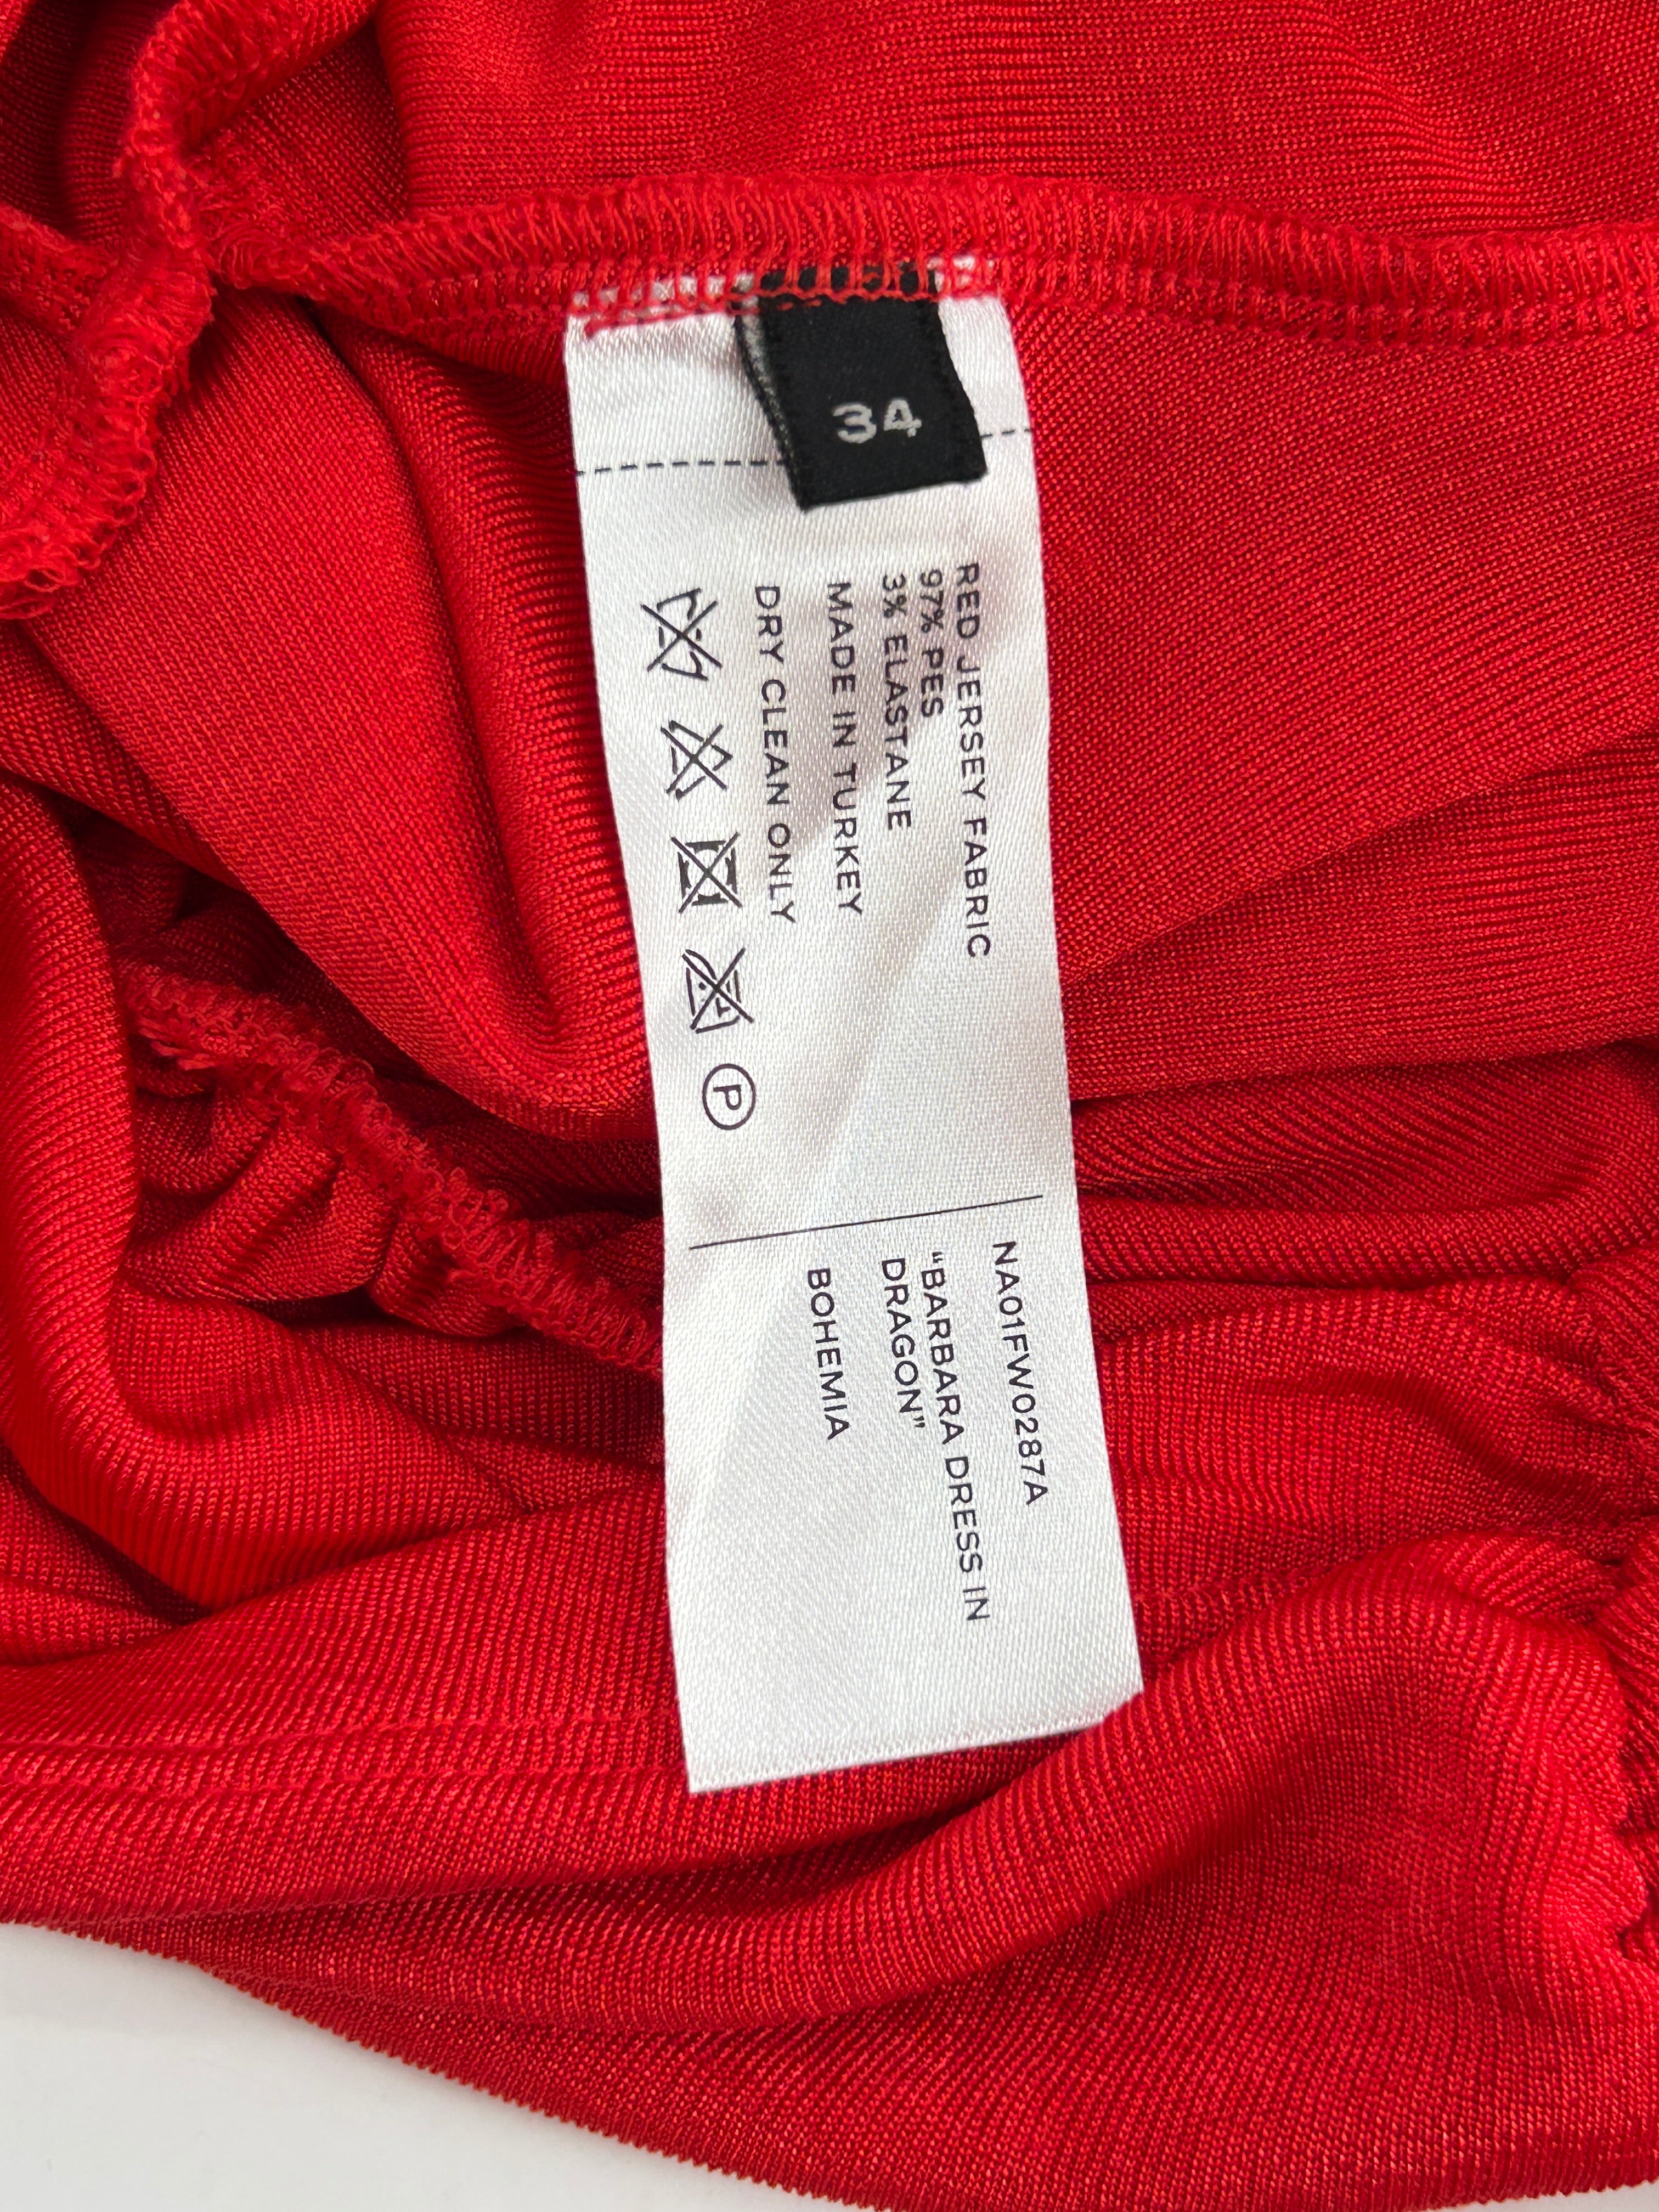 34
RED JERSEY FABRIC
97% PES
3% ELASTANE
MADE IN TURKEY
DRY CLEAN ONLY
P
NA01FW0287A
“BARBARA DRESS IN
DRAGON”
BOHEMIA